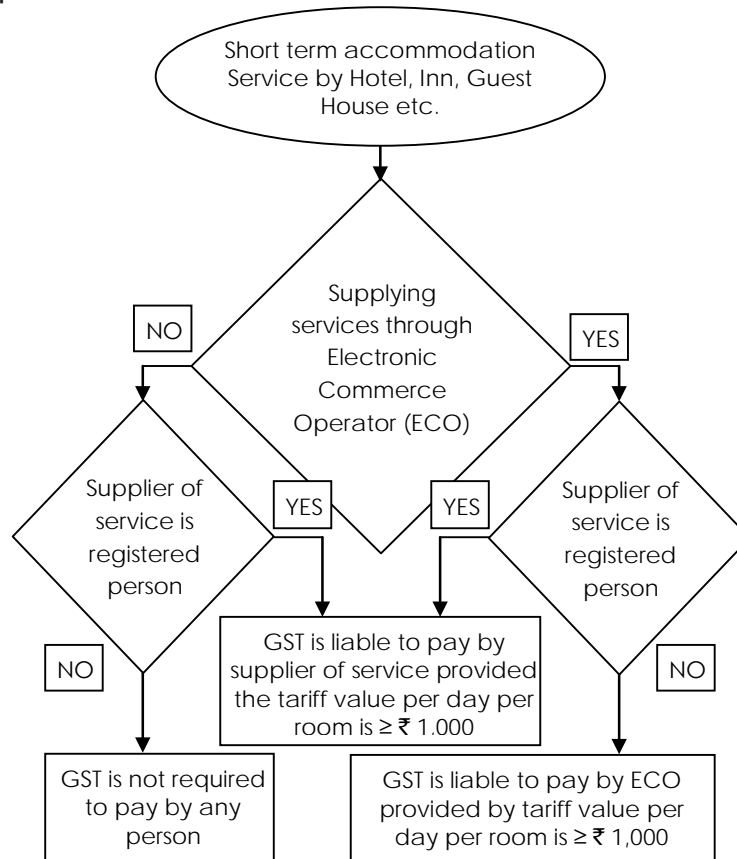 Short term accommodation
Service by Hotel, Inn, Guest
House etc.
Supplying
services through
Electronic
Commerce
Operator (ECO)
NO
YES
Supplier of
service is
registered
person
YES
YES
Supplier of
service is
registered
person
GST is liable to pay by
supplier of service provided
the tariff value per day per
room is ≥ ₹ 1.000
NO
NO
GST is not required
to pay by any
person
GST is liable to pay by ECO
provided by tariff value per
day per room is ≥ ₹ 1,000